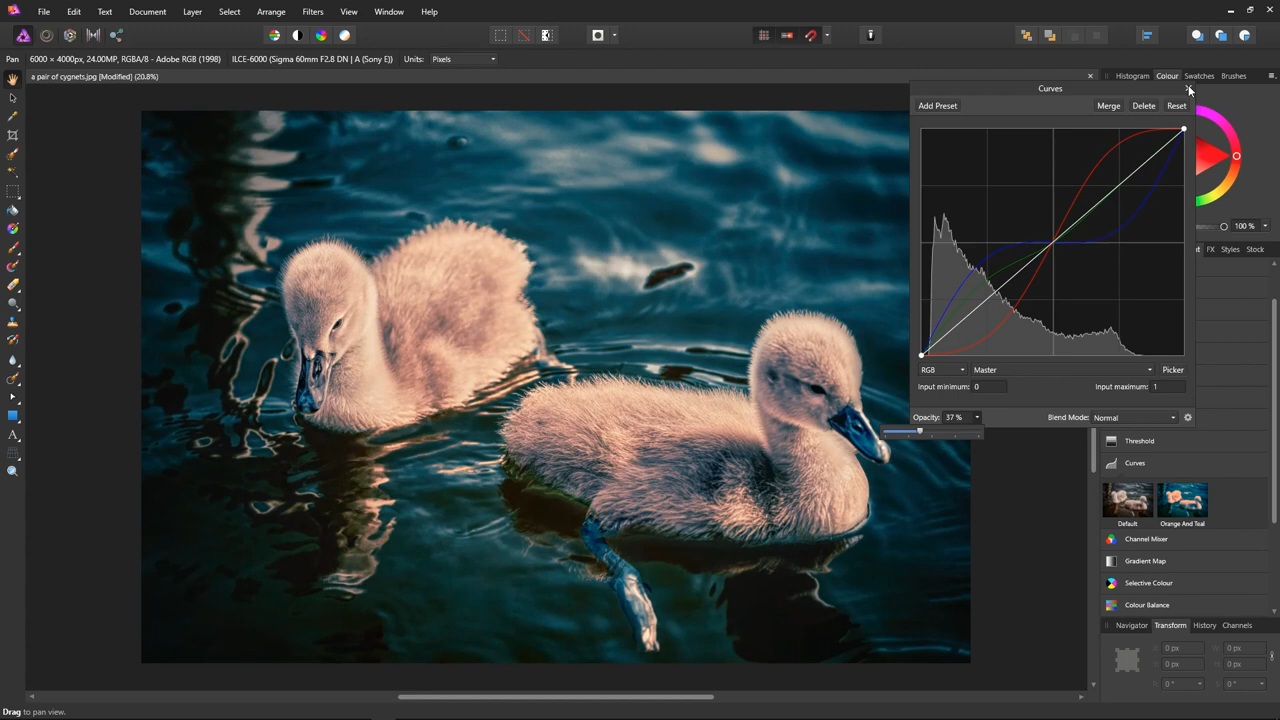 File Edit Text Document Layer Select Arrange Filters View Window Help
Pan 6000 × 4000px, 24.00MP, RGBA/8 - Adobe RGB (1998) ILCE-6000 (Sigma 60mm F2.8 DN | A (Sony E)) Units: Pixels
a pair of cygnets.jpg [Modified] (20.8%)
Histogram Colour Swatches Brushes
Curves
Add Preset Merge Delete Reset
100 %
FX Styles Stock
RGB Master Picker
Input minimum: 0 Input maximum: 1
Opacity: 37 % Blend Mode: Normal
Threshold
Curves
Default Orange And Teal
Channel Mixer
Gradient Map
Selective Colour
Colour Balance
Navigator Transform History Channels
X: 0 px W: 0 px
Y: 0 px H: 0 px
R: 0 ° S: 0 °
Drag to pan view.